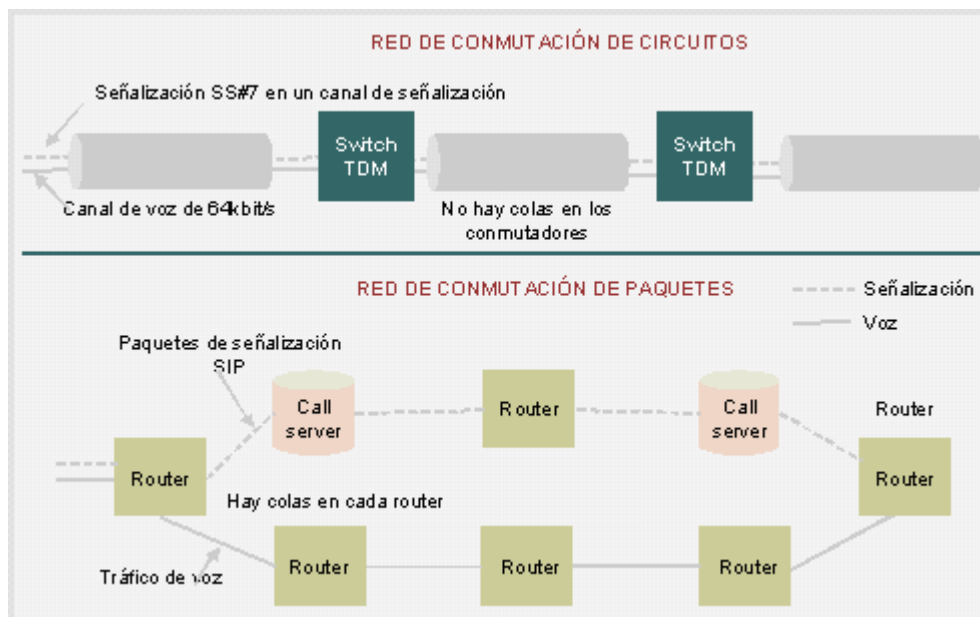 RED DE CONMUTACIÓN DE CIRCUITOS
Señalización SS#7 en un canal de señalización
Switch
TDM
Switch
TDM
Canal de voz de 64kbit/s
No hay colas en los
conmutadores
RED DE CONMUTACIÓN DE PAQUETES
Señalización
Voz
Paquetes de señalización
SIP
Call
server
Router
Call
server
Router
Router
Router
Hay colas en cada router
Tráfico de voz
Router
Router
Router